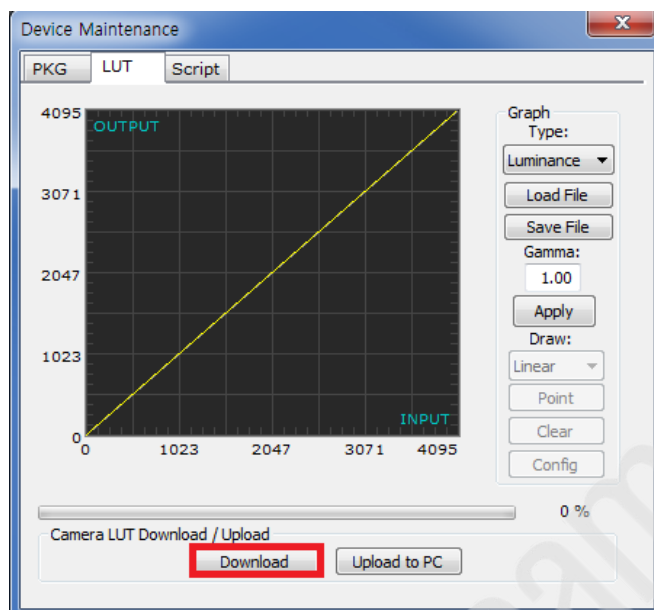 Device Maintenance
PKG LUT Script
4095
OUTPUT
3071
2047
1023
0
INPUT
0 1023 2047 3071 4095
Graph
Type:
Luminance
Load File
Save File
Gamma:
1.00
Apply
Draw:
Linear
Point
Clear
Config
0 %
Camera LUT Download / Upload
Download Upload to PC